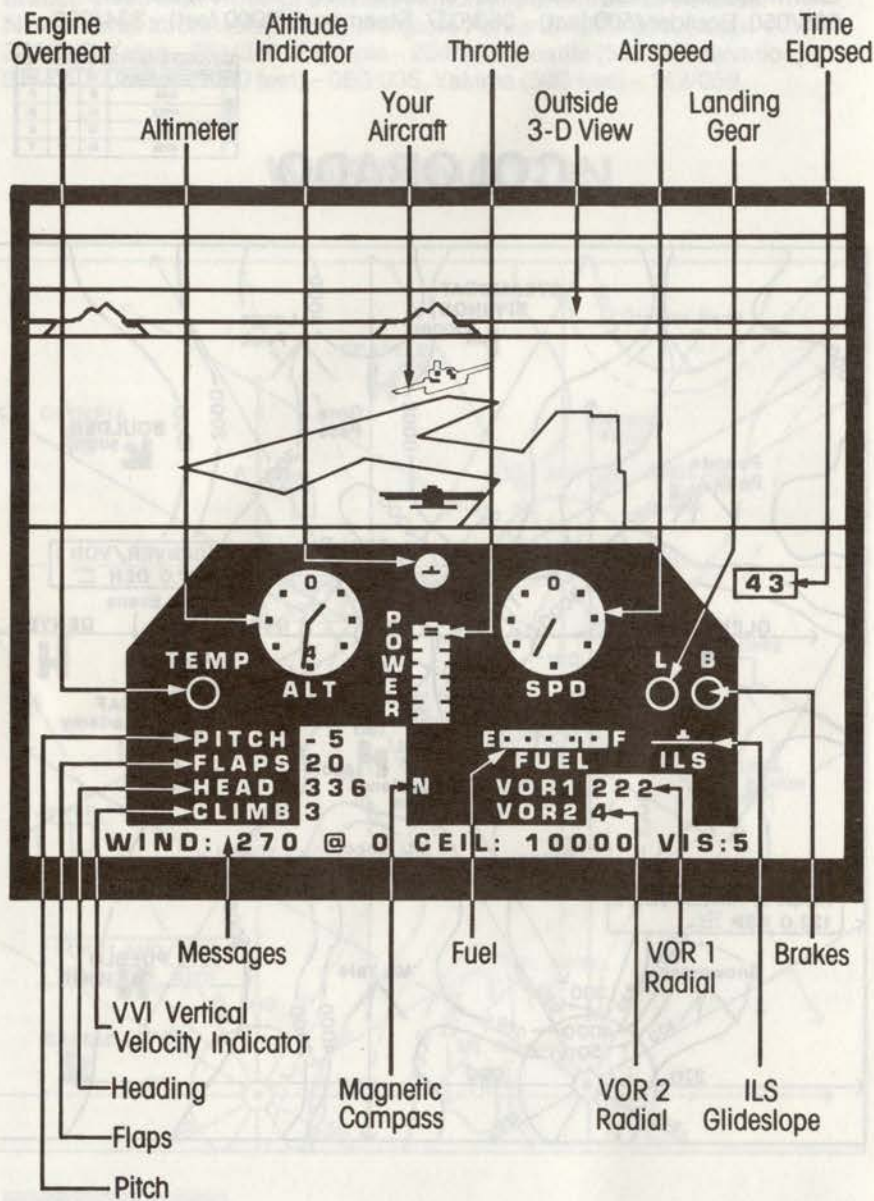 Engine Overheat
Attitude Indicator
Throttle
Airspeed
Time Elapsed
Altimeter
Your Aircraft
Outside 3-D View
Landing Gear
0
4
ALT
POWER
0
SPD
43
TEMP
L B
PITCH -5
FLAPS 20
HEAD 336
CLIMB 3
N
E F
FUEL
ILS
VOR1 222
VOR2 4
WIND: 270 @ 0 CEIL: 10000 VIS:5
Messages
Fuel
VOR 1 Radial
Brakes
VVI Vertical Velocity Indicator
Heading
Magnetic Compass
VOR 2 Radial
ILS Glideslope
Flaps
Pitch